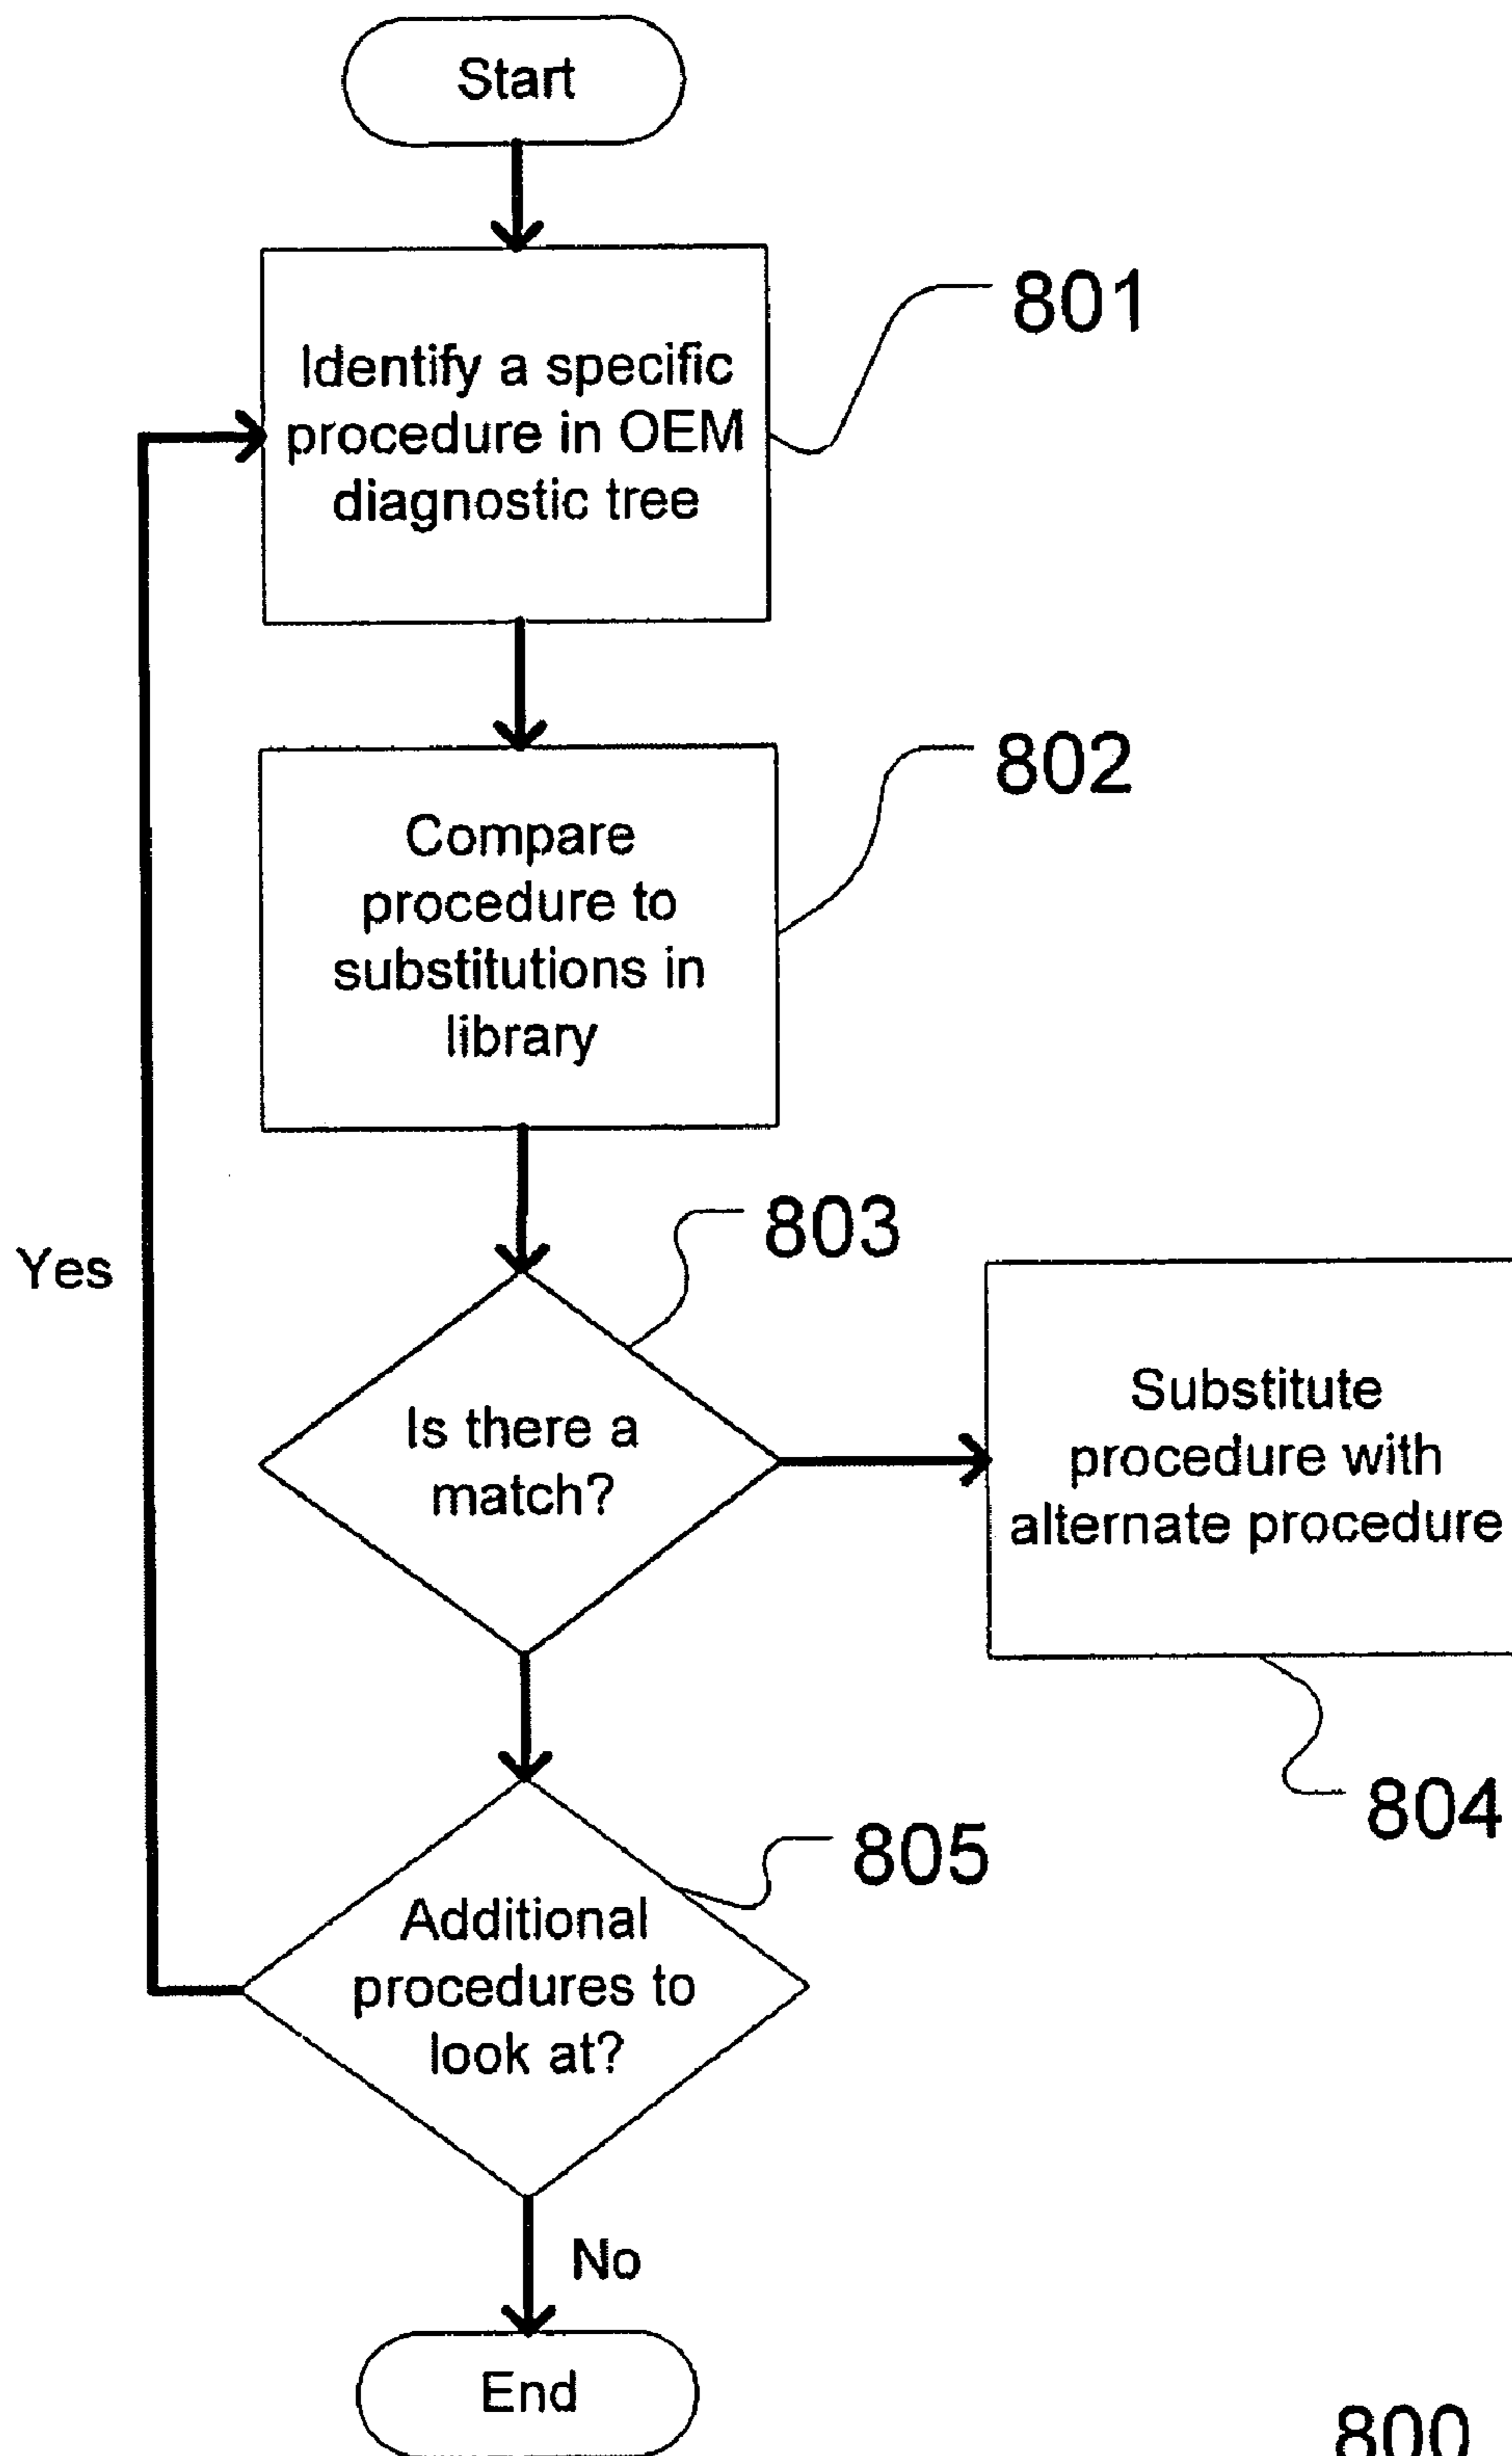 Start
Identify a specific
procedure in OEM
diagnostic tree
801
Compare
procedure to
substitutions in
library
802
803
Yes
Is there a
match?
Substitute
procedure with
alternate procedure
804
805
Additional
procedures to
look at?
No
End
800